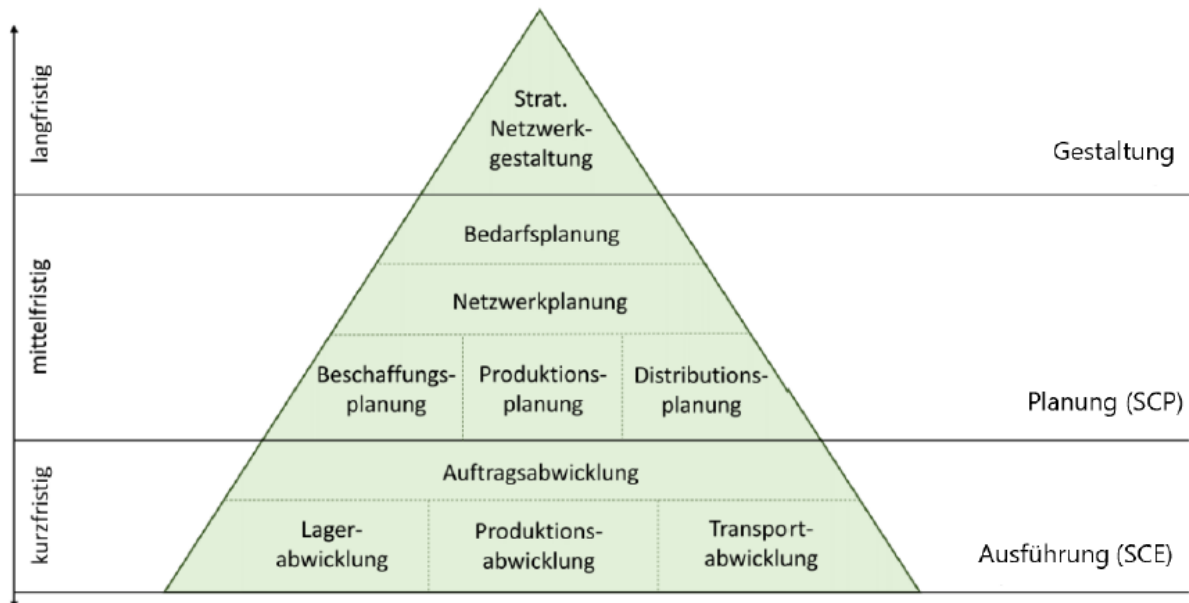 langfristig
Strat.
Netzwerk-
gestaltung
Gestaltung
mittelfristig
Bedarfsplanung
Netzwerkplanung
Beschaffungs-
planung
Produktions-
planung
Distributions-
planung
Planung (SCP)
kurzfristig
Auftragsabwicklung
Lager-
abwicklung
Produktions-
abwicklung
Transport-
abwicklung
Ausführung (SCE)